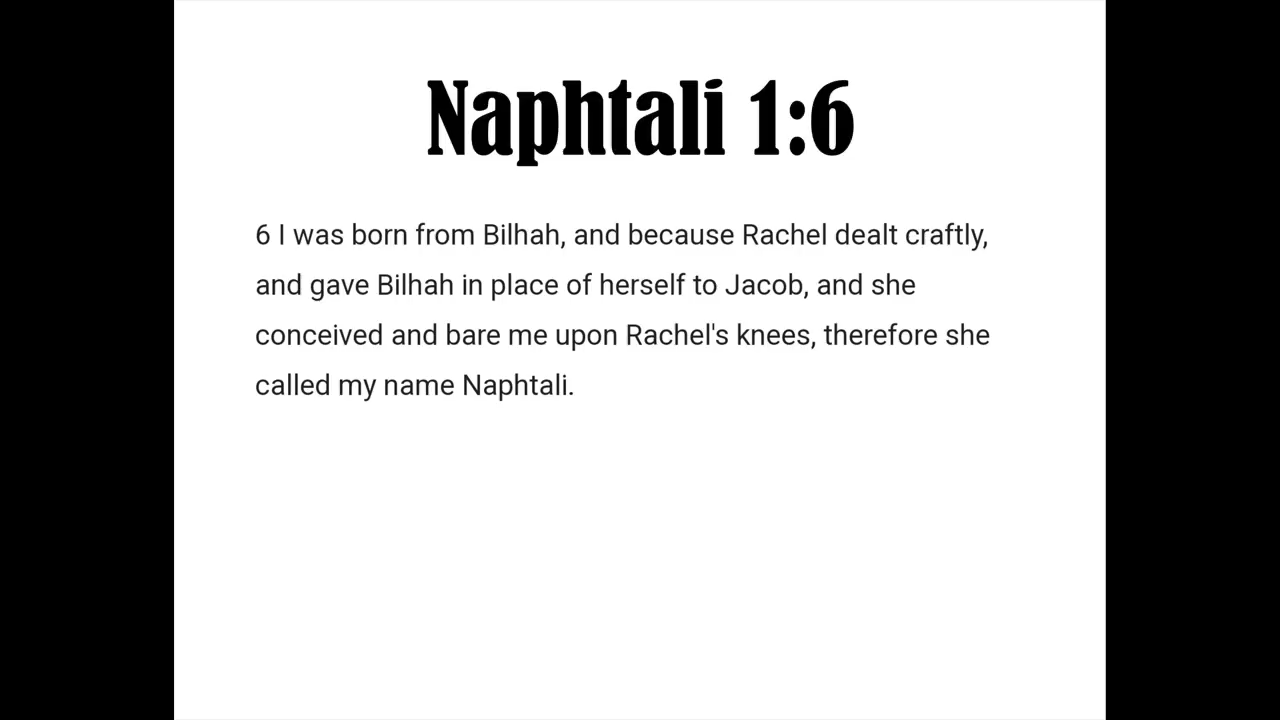 Naphtali 1:6
6 I was born from Bilhah, and because Rachel dealt craftly,
and gave Bilhah in place of herself to Jacob, and she
conceived and bare me upon Rachel's knees, therefore she
called my name Naphtali.